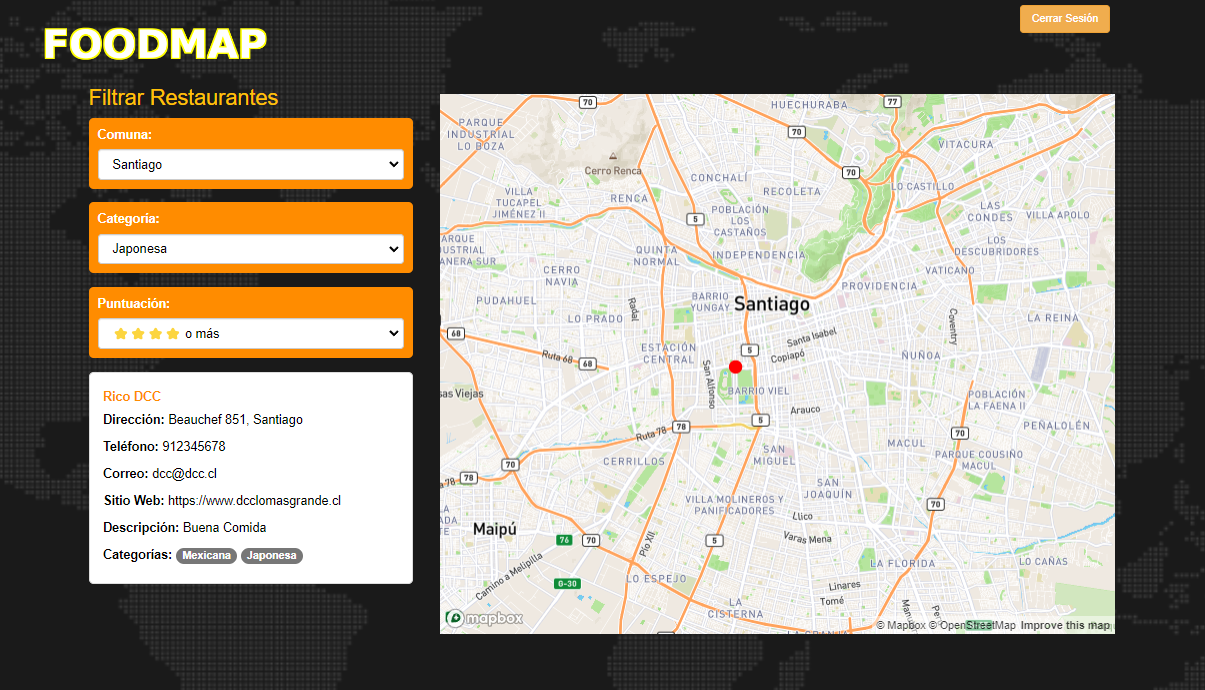 Cerrar Sesión
FOODMAP
Filtrar Restaurantes
Comuna:
Santiago
Categoría:
Japonesa
Puntuación:
o más
Rico DCC
Dirección: Beauchef 851, Santiago
Teléfono: 912345678
Correo: dcc@dcc.cl
Sitio Web: https://www.dcclomasgrande.cl
Descripción: Buena Comida
Categorías: Mexicana Japonesa
70
HUECHURABA
77
PARQUE
INDUSTRIAL
LO BOZA
70
VITACURA
Cerro Renca
CONCHALÍ
70
RECOLETA
LO CASTILLO
VILLA
TUCAPEL
JIMÉNEZ II
RENCA
POBLACIÓN
LOS
CASTAÑOS
5
LAS
CONDES
VILLA APOLO
QUINTA
NORMAL
INDEPENDENCIA
LOS
DESCUBRIDORES
CERRO
NAVIA
VATICANO
PROVIDENCIA
PUDAHUEL
Radal
BARRIO
YUNGAY
Santiago
LO PRADO
Coventry
LA REINA
68
Santa Isabel
ESTACIÓN
CENTRAL
5
Copiapó
ÑUÑOA
Ruta 68
68
San Alfonso
BARRIO VIEL
as Viejas
POBLACIÓN
LA FAENA II
Arauco
5
PEÑALOLÉN
Ruta 78
78
70
MACUL
SAN
MIGUEL
PARQUE COUSIÑO
MACUL
CERRILLOS
70
78
78
SAN
JOAQUÍN
VILLA MOLINEROS Y
PANIFICADORES
70
Llico
Maipú
Varas Mena
76
70
Pío XII
5
Camino a Melipilla
LA FLORIDA
LO CAÑAS
G-30
LO ESPEJO
Linares
Tomé
LA
CISTERNA
mapbox
© Mapbox © OpenStreetMap Improve this map